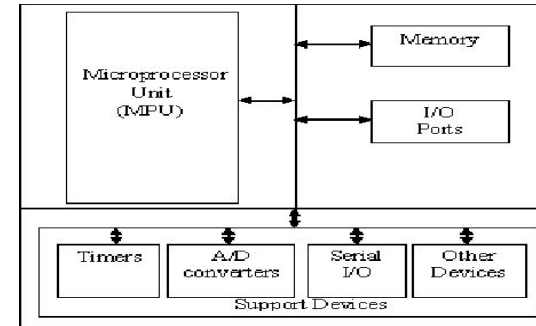 Microprocessor
Unit
(MPU)
Memory
I/O
Ports
Timers
A/D
converters
Serial
I/O
Other
Devices
Support Devices